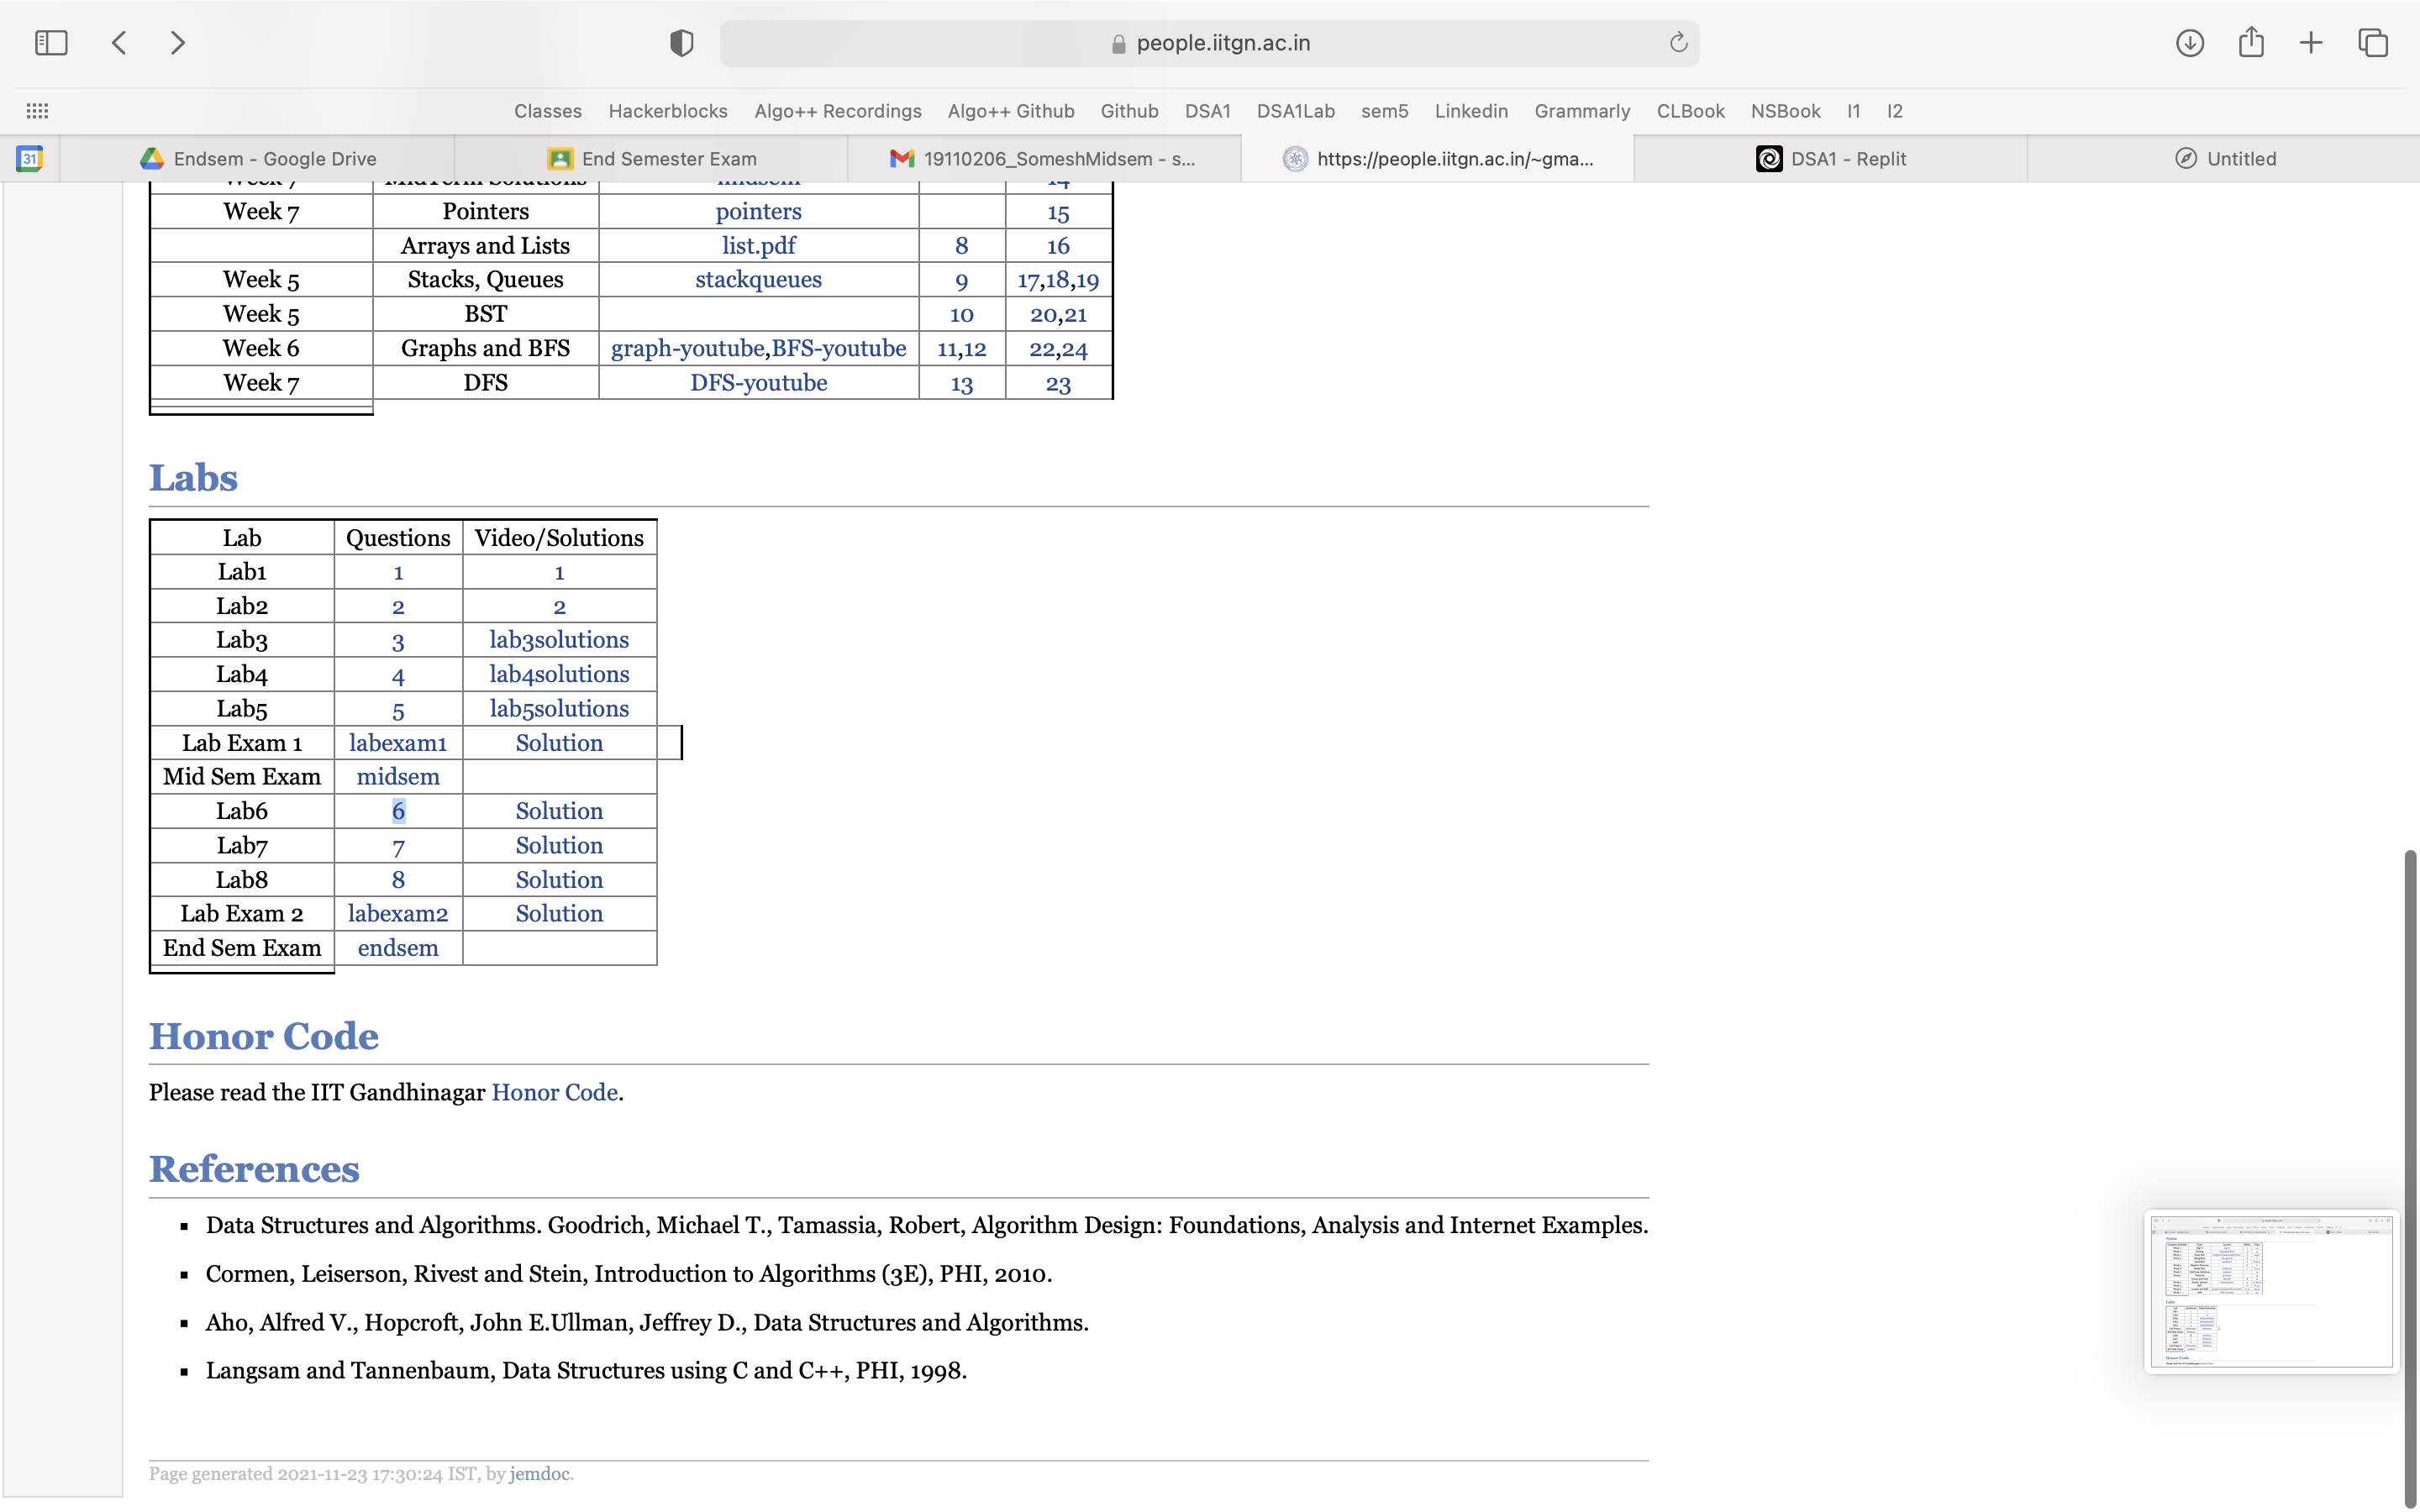 people.iitgn.ac.in
Classes Hackerblocks Algo++ Recordings Algo++ Github Github DSA1 DSA1Lab sem5 Linkedin Grammarly CLBook NSBook I1 I2
31 Endsem - Google Drive End Semester Exam 19110206_SomeshMidsem - s... https://people.iitgn.ac.in/~gma... DSA1 - Replit Untitled
Week 7 MidTerm Solutions midsem 14
Week 7 Pointers pointers 15
Arrays and Lists list.pdf 8 16
Week 5 Stacks, Queues stackqueues 9 17,18,19
Week 5 BST 10 20,21
Week 6 Graphs and BFS graph-youtube,BFS-youtube 11,12 22,24
Week 7 DFS DFS-youtube 13 23
Labs
Lab Questions Video/Solutions
Lab1 1 1
Lab2 2 2
Lab3 3 lab3solutions
Lab4 4 lab4solutions
Lab5 5 lab5solutions
Lab Exam 1 labexam1 Solution
Mid Sem Exam midsem
Lab6 6 Solution
Lab7 7 Solution
Lab8 8 Solution
Lab Exam 2 labexam2 Solution
End Sem Exam endsem
Honor Code
Please read the IIT Gandhinagar Honor Code.
References
Data Structures and Algorithms. Goodrich, Michael T., Tamassia, Robert, Algorithm Design: Foundations, Analysis and Internet Examples.
Cormen, Leiserson, Rivest and Stein, Introduction to Algorithms (3E), PHI, 2010.
Aho, Alfred V., Hopcroft, John E.Ullman, Jeffrey D., Data Structures and Algorithms.
Langsam and Tannenbaum, Data Structures using C and C++, PHI, 1998.
Page generated 2021-11-23 17:30:24 IST, by jemdoc.